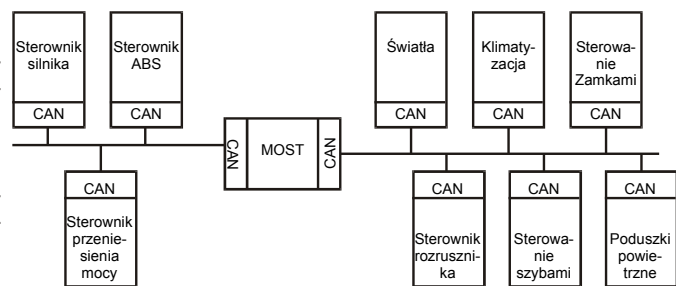 Sterownik
silnika
CAN
Sterownik
ABS
CAN
CAN
Sterownik
przenie-
sienia
mocy
CAN
MOST
CAN
Światła
CAN
Klimaty-
zacja
CAN
Sterowa-
nie
Zamkami
CAN
CAN
Sterownik
rozruszni-
ka
CAN
Sterowa-
nie
szybami
CAN
Poduszki
powie-
trzne